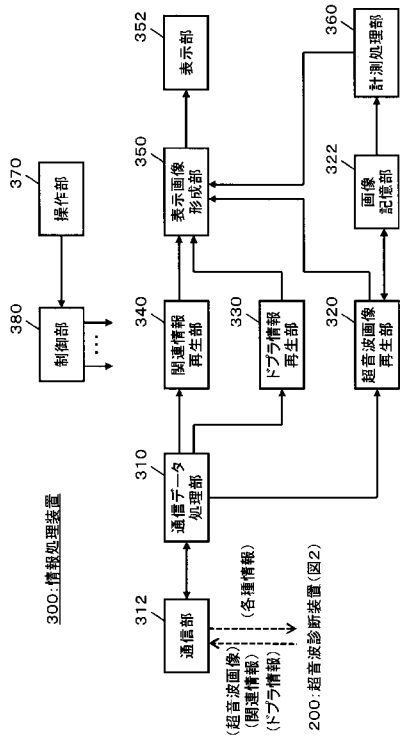 300:情報処理装置
370
操作部
380
制御部
・・・
352
表示部
350
表示画像
形成部
340
関連情報
再生部
330
ドプラ情報
再生部
360
計測処理部
322
画像
記憶部
320
超音波画像
再生部
310
通信データ
処理部
312
通信部
(各種情報)
(超音波画像)
(関連情報)
(ドプラ情報)
200:超音波診断装置(図2)